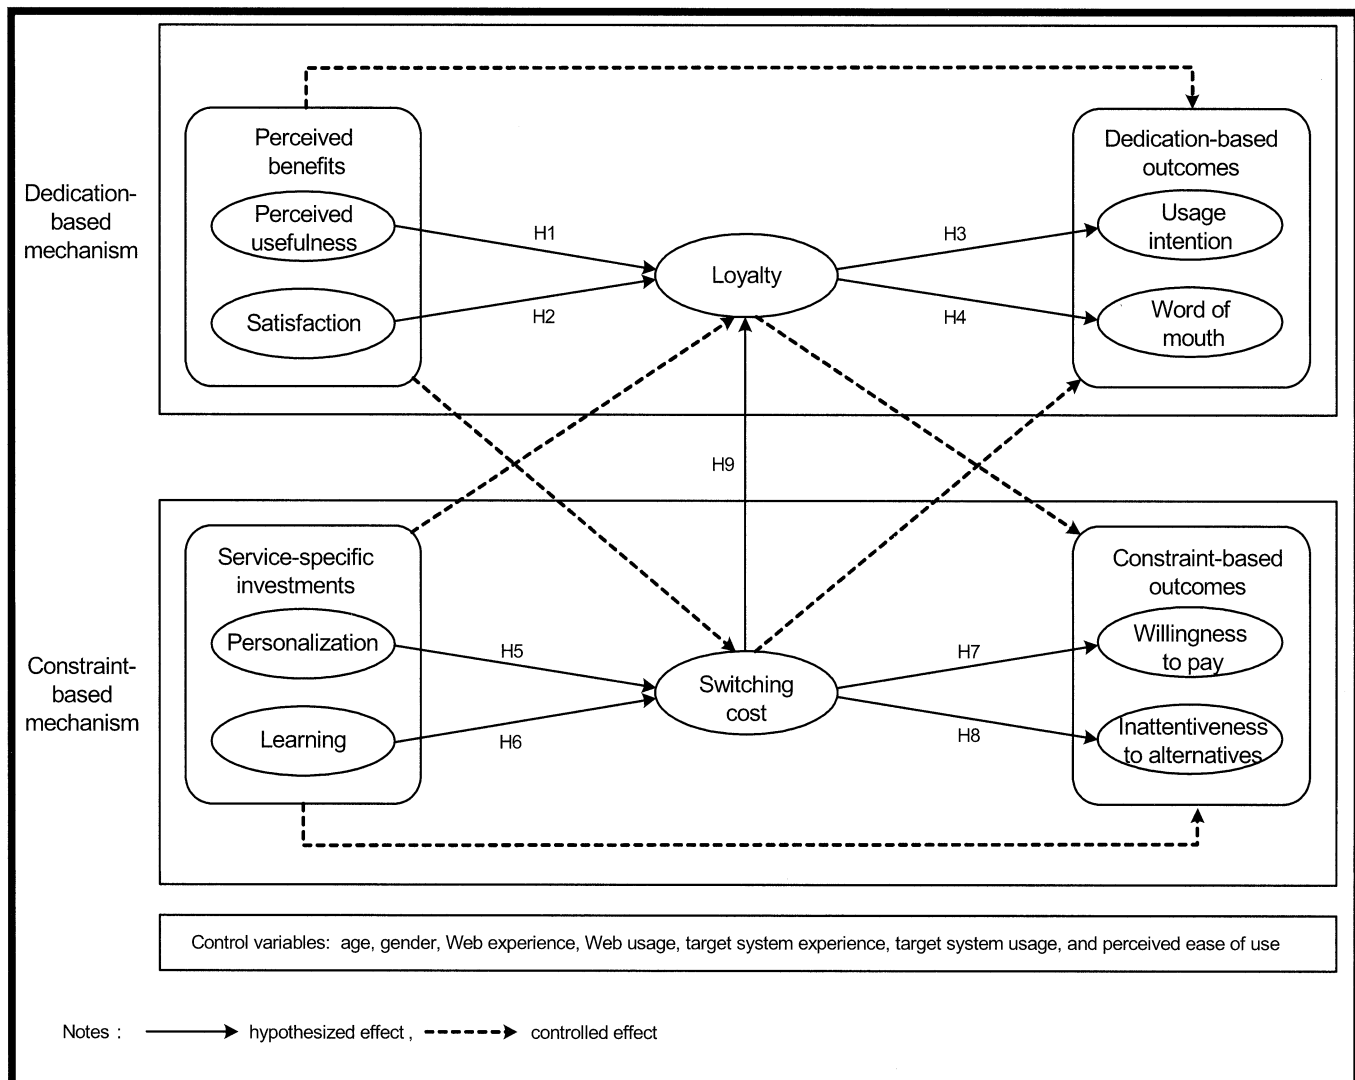 Dedication-
based
mechanism
Perceived
benefits
Perceived
usefulness
Satisfaction
H1
H2
Loyalty
H3
H4
Dedication-based
outcomes
Usage
intention
Word of
mouth
H9
Constraint-
based
mechanism
Service-specific
investments
Personalization
Learning
H5
H6
Switching
cost
H7
H8
Constraint-based
outcomes
Willingness
to pay
Inattentiveness
to alternatives
Control variables: age, gender, Web experience, Web usage, target system experience, target system usage, and perceived ease of use
Notes : hypothesized effect , controlled effect